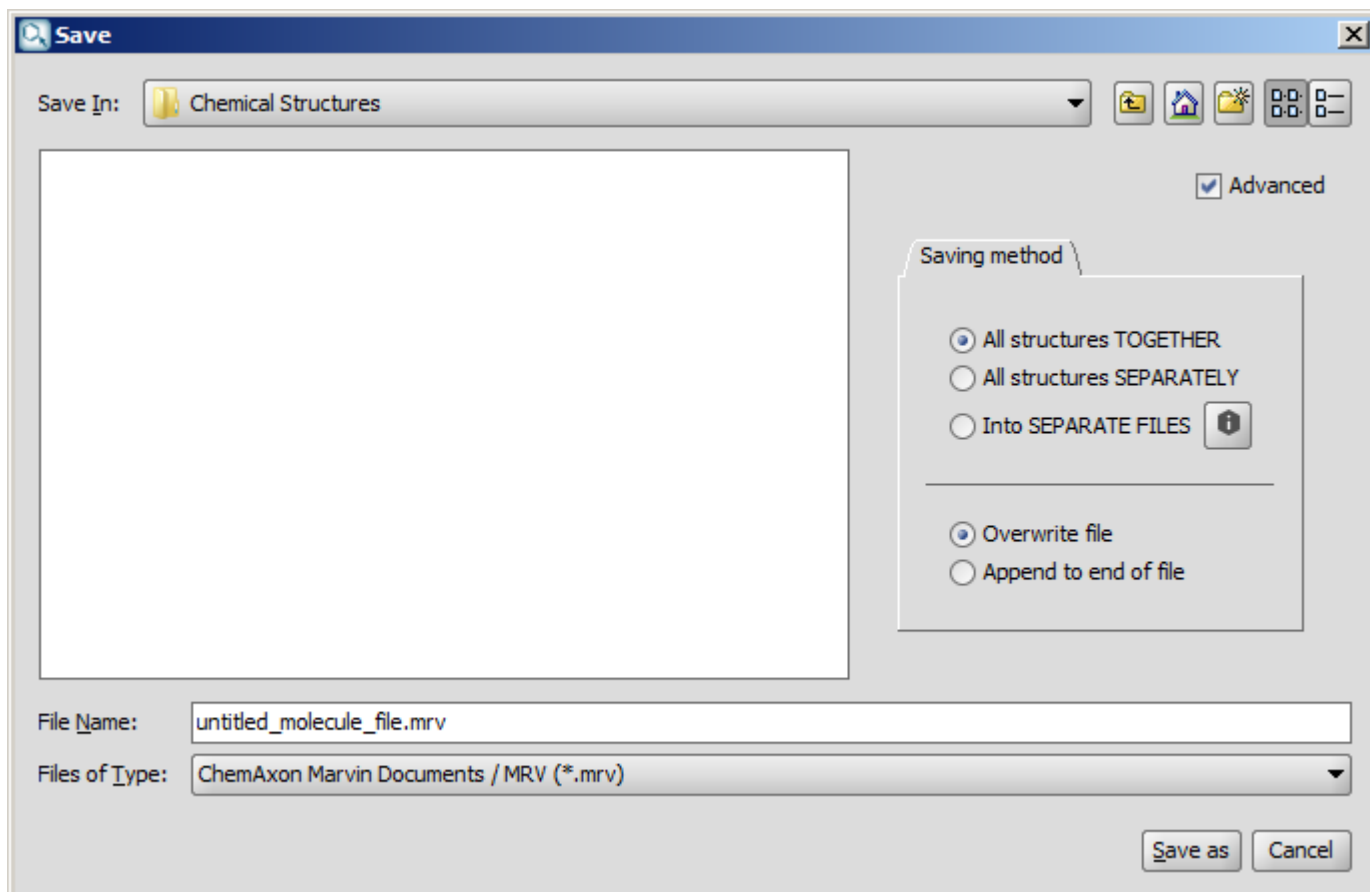 Save
Save In: Chemical Structures
Advanced
Saving method
All structures TOGETHER
All structures SEPARATELY
Into SEPARATE FILES
Overwrite file
Append to end of file
File Name: untitled_molecule_file.mrv
Files of Type: ChemAxon Marvin Documents / MRV (*.mrv)
Save as Cancel